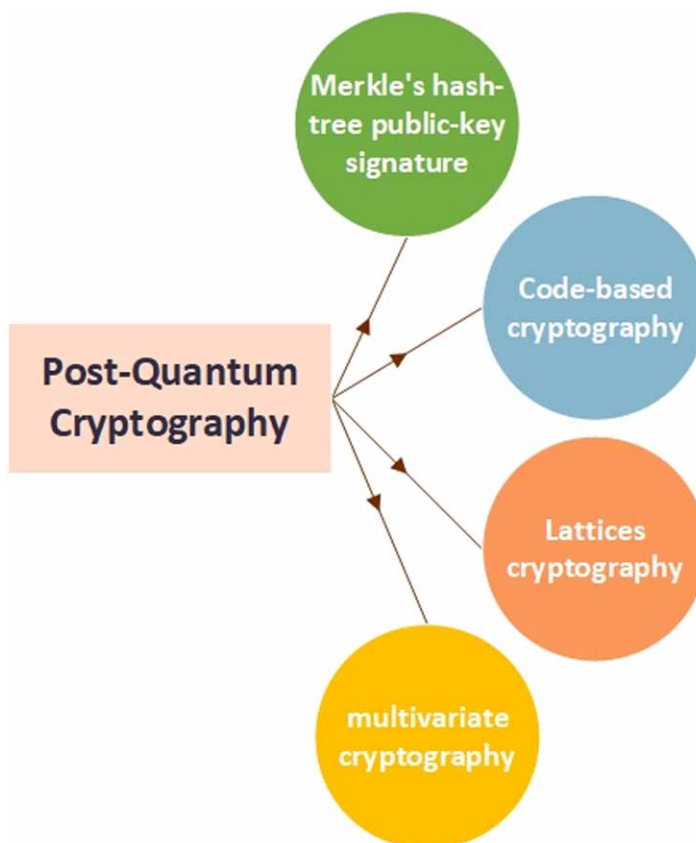 Merkle's hash-
tree public-key
signature
Code-based
cryptography
Post-Quantum
Cryptography
Lattices
cryptography
multivariate
cryptography